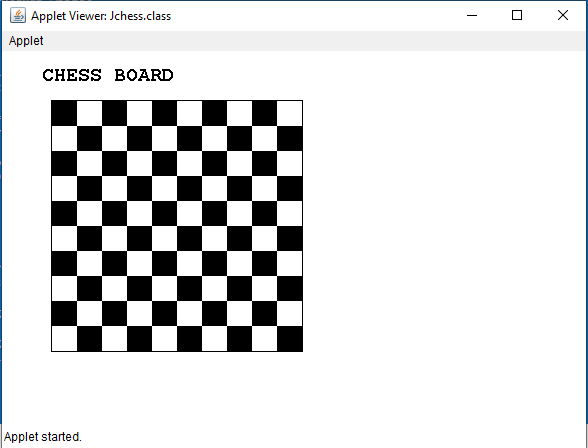 Applet Viewer: Jchess.class
Applet
CHESS BOARD
Applet started.